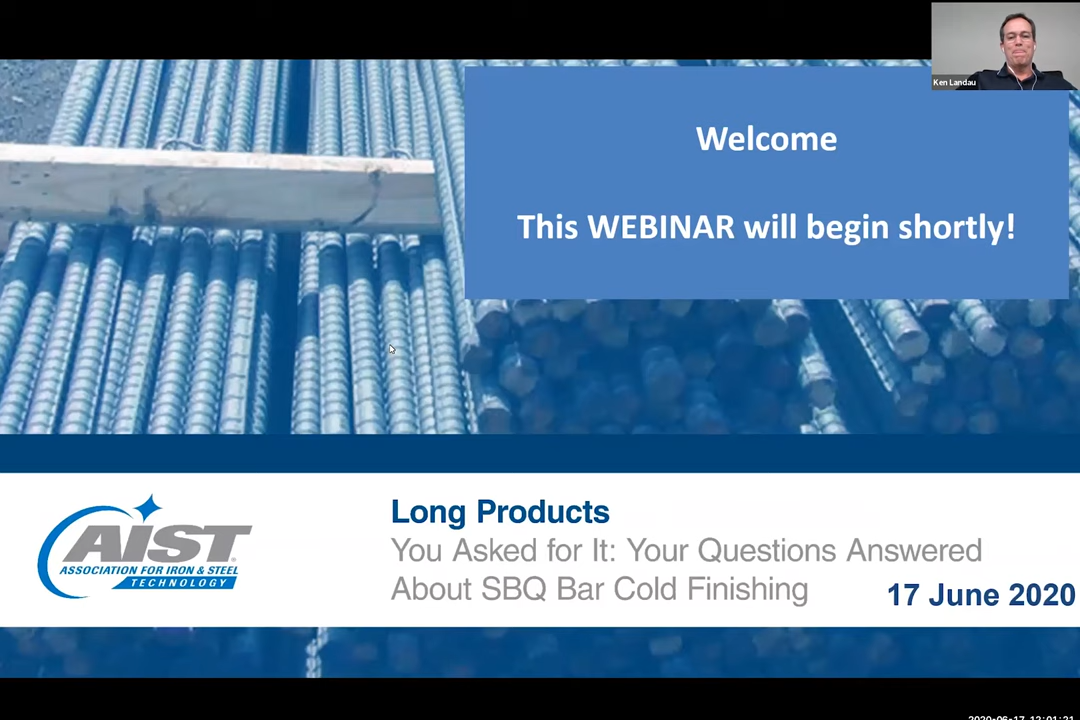 Ken Landau
Welcome
This WEBINAR will begin shortly!
AIST
ASSOCIATION FOR IRON & STEEL
TECHNOLOGY
Long Products
You Asked for It: Your Questions Answered
About SBQ Bar Cold Finishing
17 June 2020